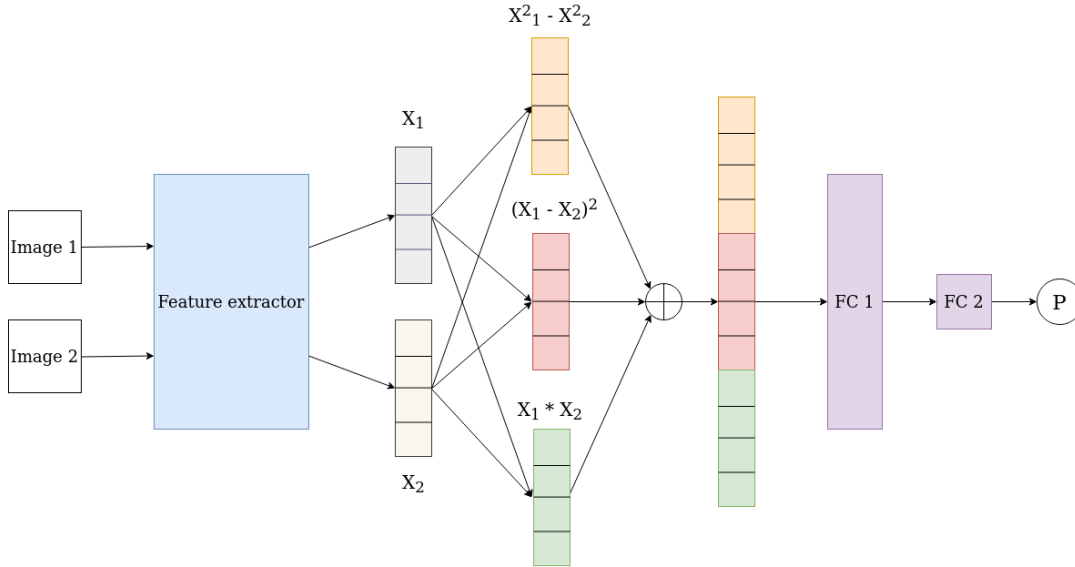 X²₁ - X²₂
X₁
(X₁ - X₂)²
Image 1
Feature extractor
FC 1
FC 2
P
Image 2
X₁ * X₂
X₂